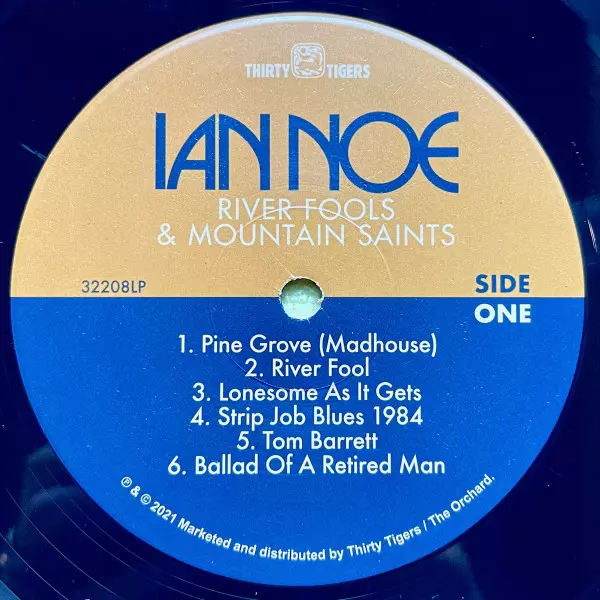 THIRTY TIGERS
IAN NOE
RIVER FOOLS
& MOUNTAIN SAINTS
32208LP
SIDE
ONE
1. Pine Grove (Madhouse)
2. River Fool
3. Lonesome As It Gets
4. Strip Job Blues 1984
5. Tom Barrett
6. Ballad Of A Retired Man
℗ & © 2021 Marketed and distributed by Thirty Tigers / The Orchard.